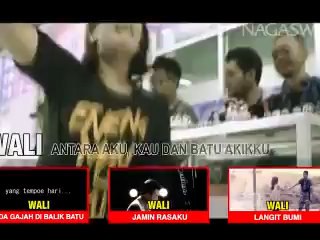 NAGASW
WALI ANTARA AKU, KAU DAN BATU AKIKKU
yang tempoe hari...
WALI
DA GAJAH DI BALIK BATU
WALI
JAMIN RASAKU
WALI
LANGIT BUMI